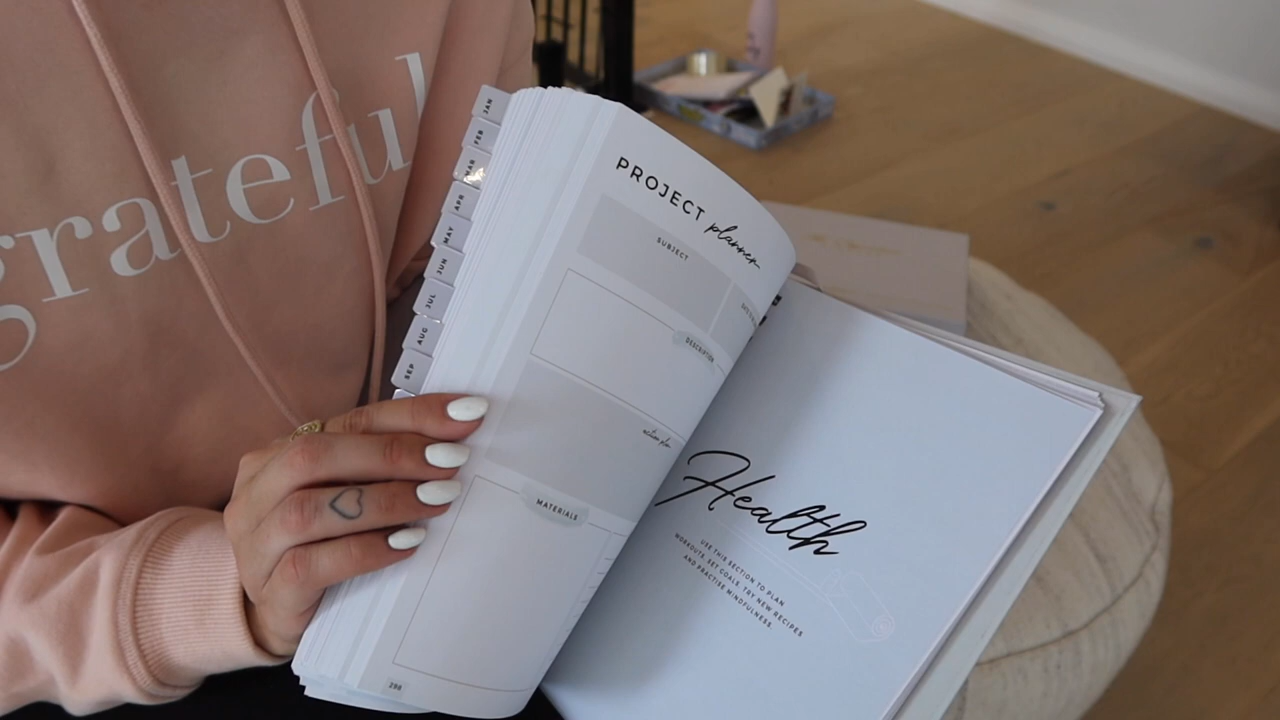 grateful
JAN
FEB
MAR
APR
MAY
JUN
JUL
AUG
SEP
PROJECT planner
SUBJECT
DESCRIPTION
action plan
MATERIALS
298
Health
USE THIS SECTION TO PLAN
WORKOUTS, SET GOALS, TRY NEW RECIPES
AND PRACTISE MINDFULNESS.